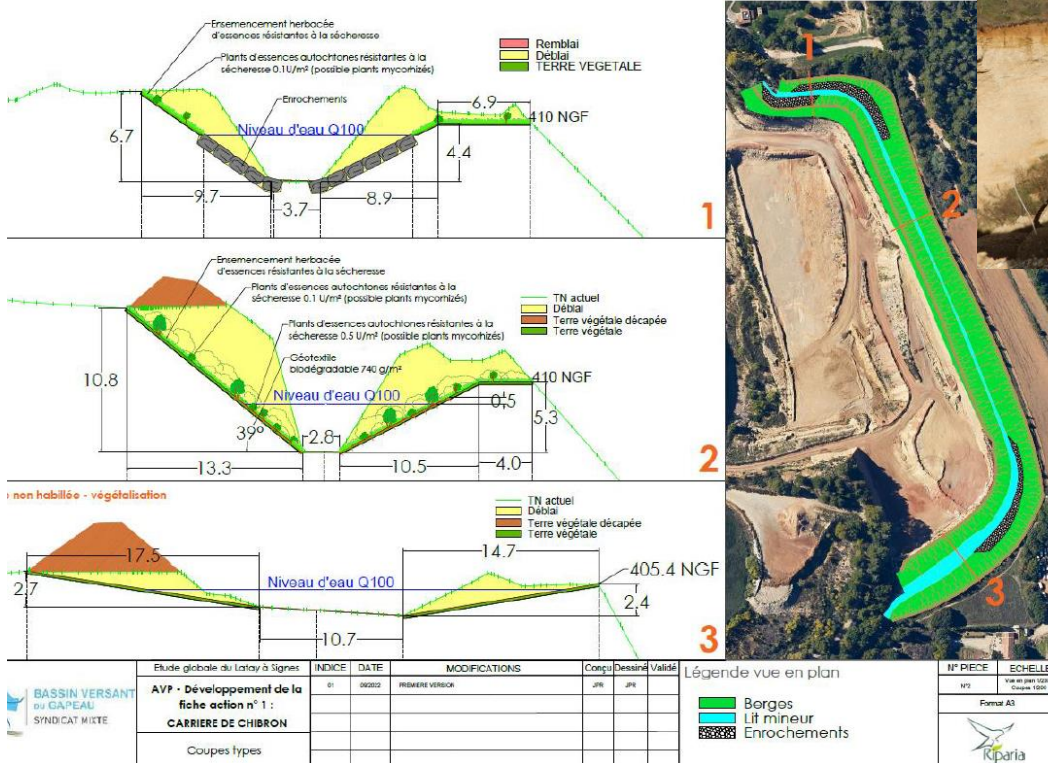 Ensemencement herbacée
d'essences résistantes à la sécheresse
Plants d'essences autochtones résistantes à la
sécheresse 0.1U/m² (possible plants mycorhizés)
Enrochements
Remblai
Déblai
TERRE VEGETALE
Niveau d'eau Q100
6.9
410 NGF
6.7
4.4
9.7
3.7
8.9
1
Ensemencement herbacée
d'essences résistantes à la sécheresse
Plants d'essences autochtones résistantes à la
sécheresse 0.1 U/m² (possible plants mycorhizés)
Plants d'essences autochtones résistantes à la
sécheresse 0.5 U/m² (possible plants mycorhizés)
Géotextile
biodégradable 740 g/m²
TN actuel
Déblai
Terre végétale décapée
Terre végétale
Niveau d'eau Q100
410 NGF
10.8
39°
2.8
0,5
5.3
13.3
10.5
4.0
2
non habillée - végétalisation
TN actuel
Déblai
Terre végétale décapée
Terre végétale
17.5
14.7
Niveau d'eau Q100
405.4 NGF
2.7
2.4
10.7
3
1
2
3
BASSIN VERSANT
DU GAPEAU
SYNDICAT MIXTE
Etude globale du Latay à Signes
AVP - Développement de la
fiche action n° 1 :
CARRIERE DE CHIBRON
Coupes types
INDICE DATE MODIFICATIONS Conçu Dessiné Validé
01 09/2022 PREMIERE VERSION JPR JPR
Légende vue en plan
Berges
Lit mineur
Enrochements
N° PIECE ECHELLE
N°2
Format A3
Riparia